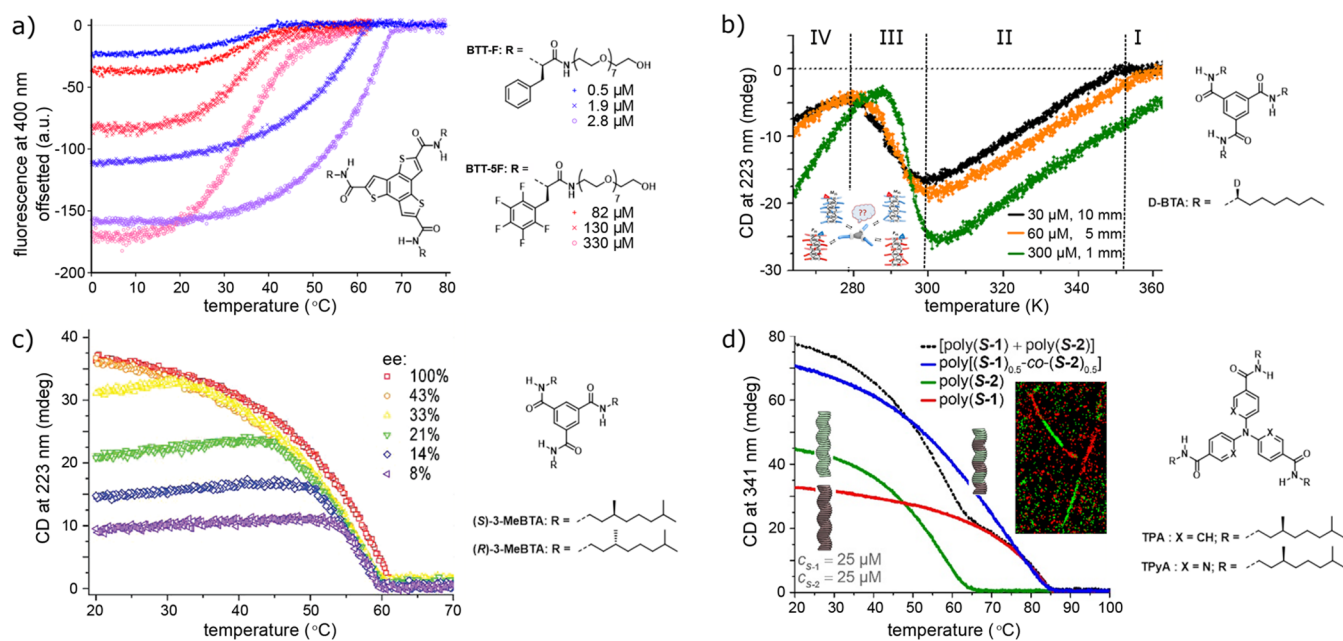 a)
0
-50
-100
-150
-200
fluorescence at 400 nm
offsetted (a.u.)
0 10 20 30 40 50 60 70 80
temperature (°C)
BTT-F: R =
O
N
H
O
7
OH
0.5 µM
1.9 µM
2.8 µM
BTT-5F: R =
F
F
F
F
F
O
N
H
O
7
OH
82 µM
130 µM
330 µM
R
N-H
O
S
S
S
H
R-N
O
O
N-H
R
b)
IV III II I
0
-10
-20
-30
CD at 223 nm (mdeg)
280 300 320 340 360
temperature (K)
??
30 µM, 10 mm
60 µM, 5 mm
300 µM, 1 mm
R
H-N
O
O
R
N-H
H-N
R
O
D-BTA: R =
D
c)
40
30
20
10
0
CD at 223 nm (mdeg)
20 30 40 50 60 70
temperature (°C)
ee:
100%
43%
33%
21%
14%
8%
R
H-N
O
O
R
N-H
H-N
R
O
(S)-3-MeBTA: R =
(R)-3-MeBTA: R =
d)
80
60
40
20
0
CD at 341 nm (mdeg)
20 30 40 50 60 70 80 90 100
temperature (°C)
[poly(S-1) + poly(S-2)]
poly[(S-1)0.5-co-(S-2)0.5]
poly(S-2)
poly(S-1)
cS-1 = 25 µM
cS-2 = 25 µM
R
N-H
O
X
N
X
X
H
N
R
O
O
H-N
R
TPA : X = CH; R =
TPyA : X = N; R =